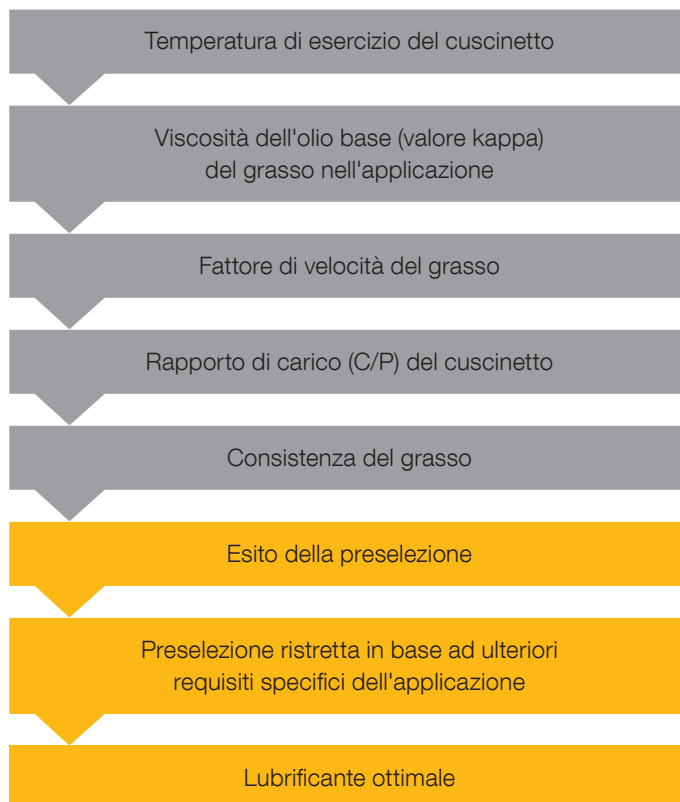 Temperatura di esercizio del cuscinetto
Viscosità dell'olio base (valore kappa)
del grasso nell'applicazione
Fattore di velocità del grasso
Rapporto di carico (C/P) del cuscinetto
Consistenza del grasso
Esito della preselezione
Preselezione ristretta in base ad ulteriori
requisiti specifici dell'applicazione
Lubrificante ottimale